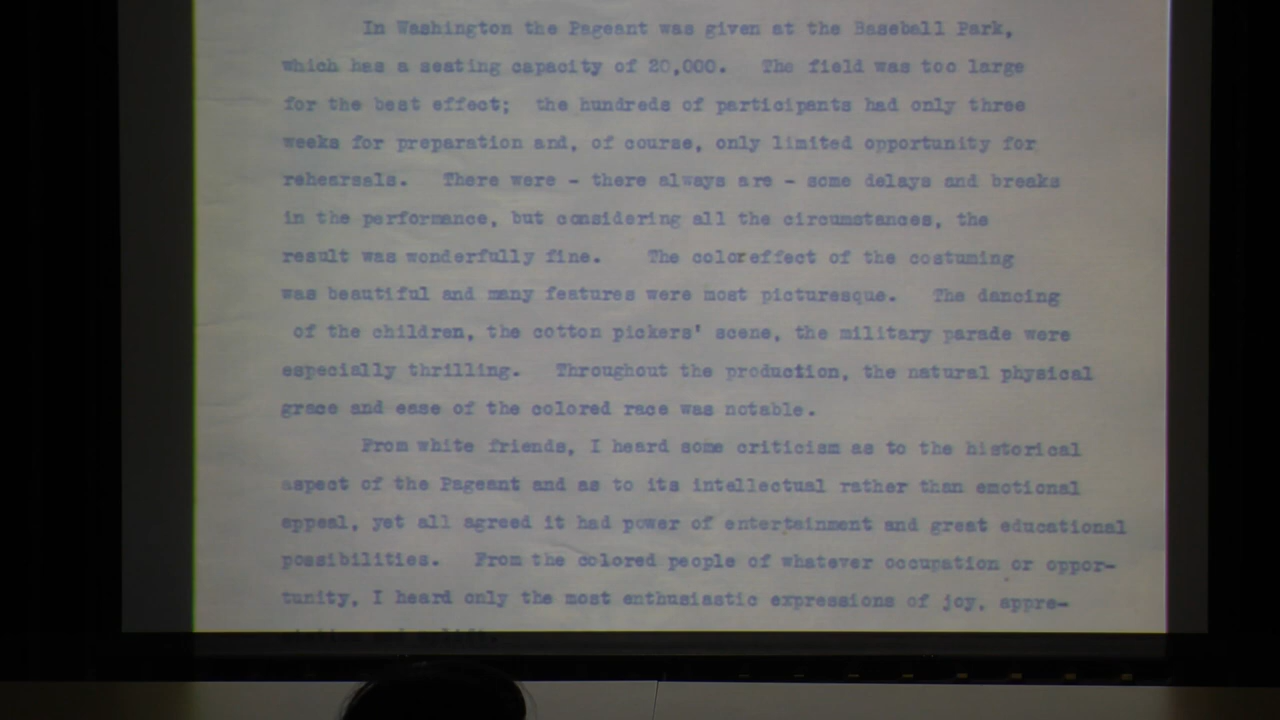 In Washington the Pageant was given at the Baseball Park,
which has a seating capacity of 20,000. The field was too large
for the best effect; the hundreds of participants had only three
weeks for preparation and, of course, only limited opportunity for
rehearsals. There were - there always are - some delays and breaks
in the performance, but considering all the circumstances, the
result was wonderfully fine. The coloreffect of the costuming
was beautiful and many features were most picturesque. The dancing
of the children, the cotton pickers' scene, the military parade were
especially thrilling. Throughout the production, the natural physical
grace and ease of the colored race was notable.
From white friends, I heard some criticism as to the historical
aspect of the Pageant and as to its intellectual rather than emotional
appeal, yet all agreed it had power of entertainment and great educational
possibilities. From the colored people of whatever occupation or oppor-
tunity, I heard only the most enthusiastic expressions of joy, appre-
and uplift.